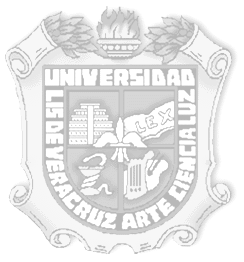 UNIVERSIDAD
LIS DE VERACRUZ ARTE CIENCIA LUZ
LEX